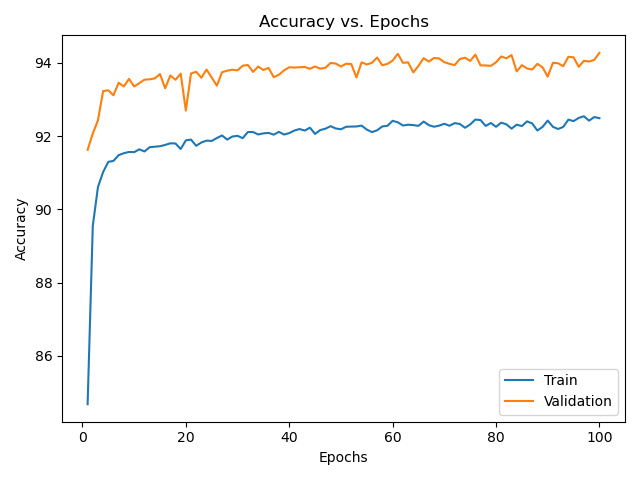 Accuracy vs. Epochs
Accuracy
94
92
90
88
86
0 20 40 60 80 100
Epochs
Train
Validation